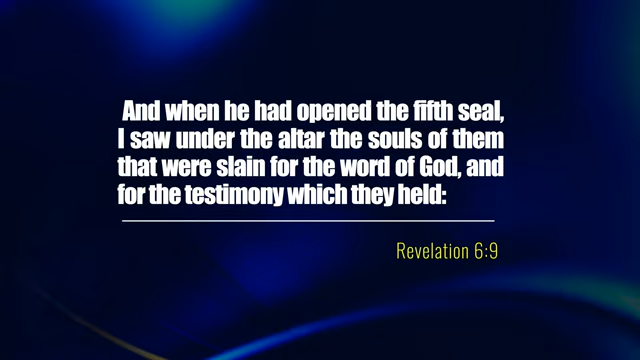 And when he had opened the fifth seal,
I saw under the altar the souls of them
that were slain for the word of God, and
for the testimony which they held:
Revelation 6:9